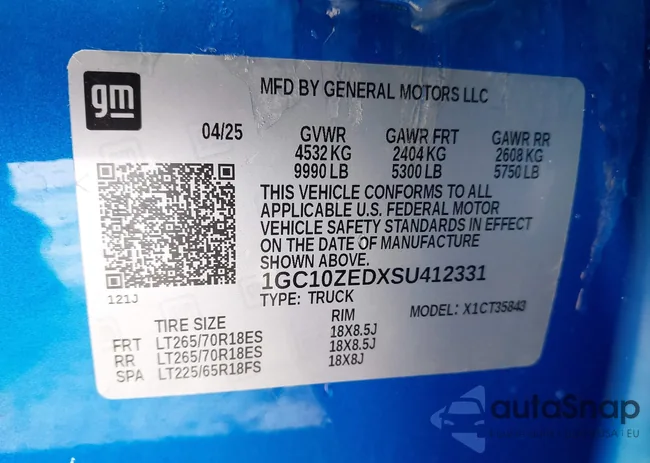 gm
MFD BY GENERAL MOTORS LLC
04/25 GVWR GAWR FRT GAWR RR
4532 KG 2404 KG 2608 KG
9990 LB 5300 LB 5750 LB
THIS VEHICLE CONFORMS TO ALL
APPLICABLE U.S. FEDERAL MOTOR
VEHICLE SAFETY STANDARDS IN EFFECT
ON THE DATE OF MANUFACTURE
SHOWN ABOVE.
1GC10ZEDXSU412331
121J
TYPE: TRUCK MODEL: X1CT35843
TIRE SIZE RIM
FRT LT265/70R18ES 18X8.5J
RR LT265/70R18ES 18X8.5J
SPA LT225/65R18FS 18X8J
autoSnap
EU